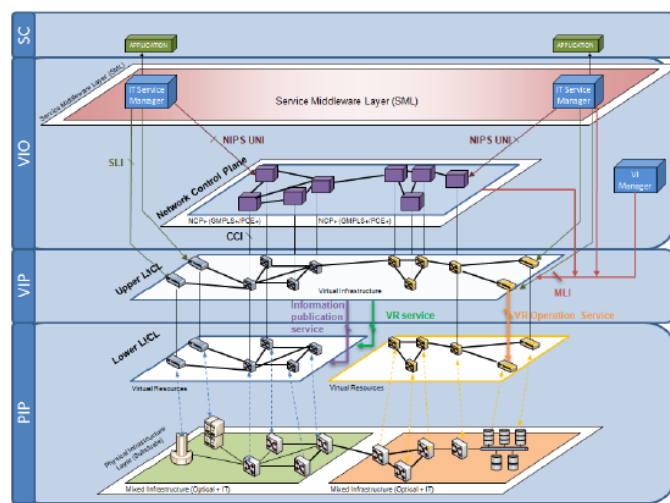 SC
APPLICATION
APPLICATION
VIO
Service Middleware Layer (SML)
IT Service
Manager
Service Middleware Layer (SML)
IT Service
Manager
NIPS UNI
NIPS UNI
SLI
Network Control Plane
VI
Manager
NCP+ (GMPLS+/PCE+)
NCP+ (GMPLS+/PCE+)
CCI
VIP
Upper LICL
Virtual Infrastructure
MLI
Information
publication
service
VR service
VR Operation Service
PIP
Lower LICL
Virtual Resources
Virtual Resources
Physical Infrastructure
Layer (Substrate)
Mixed Infrastructure (Optical + IT)
Mixed Infrastructure (Optical + IT)